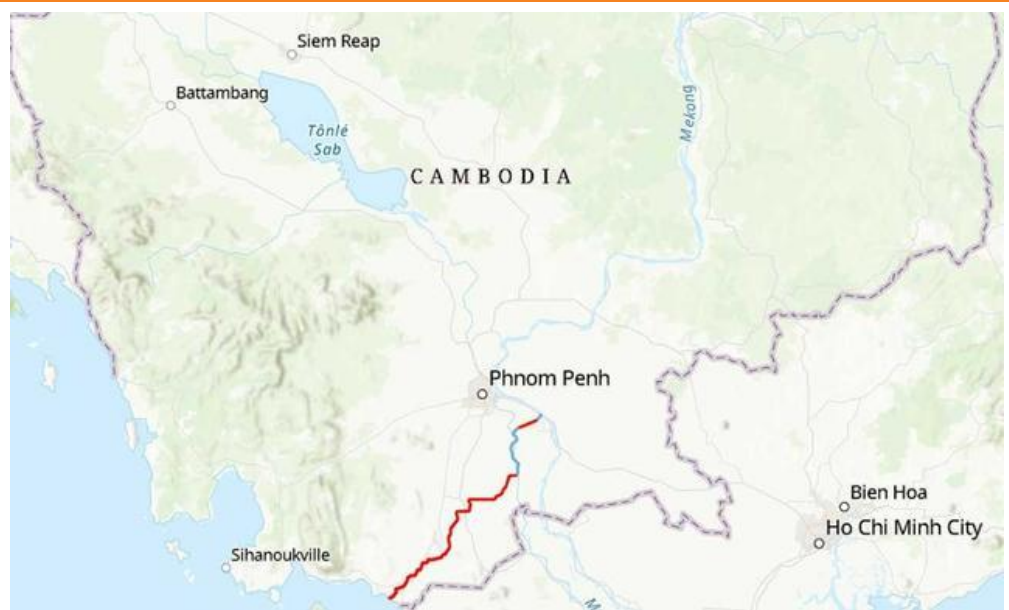 Siem Reap
Battambang
Tônlé
Sab
Mekong
CAMBODIA
Phnom Penh
Bien Hoa
Ho Chi Minh City
Sihanoukville
M